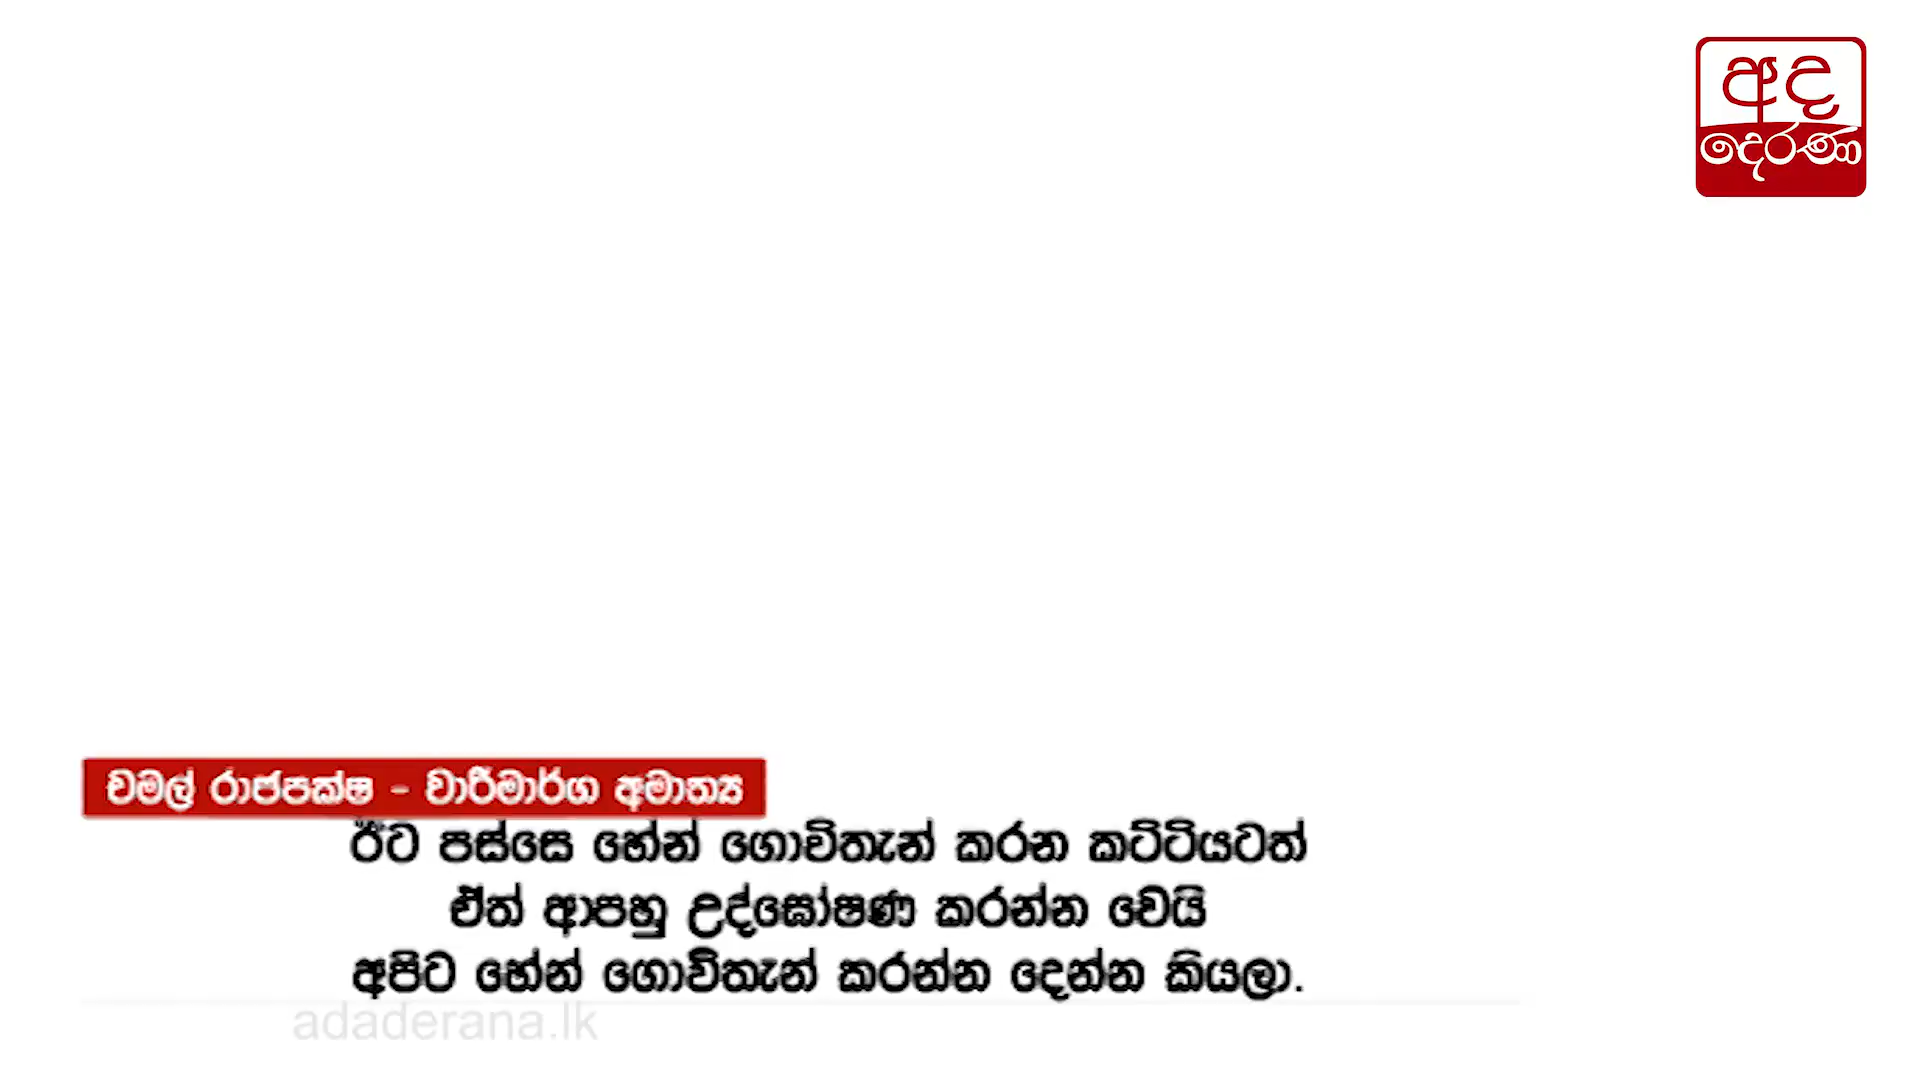 අද
දෙරණ
චමල් රාජපක්ෂ - වාරිමාර්ග අමාත්‍ය
ඊට පස්සෙ හේන් ගොවිතැන් කරන කට්ටියටත්
ඒත් ආපහු උද්ඝෝෂණ කරන්න වෙයි
අපිට හේන් ගොවිතැන් කරන්න දෙන්න කියලා.
adaderana.lk